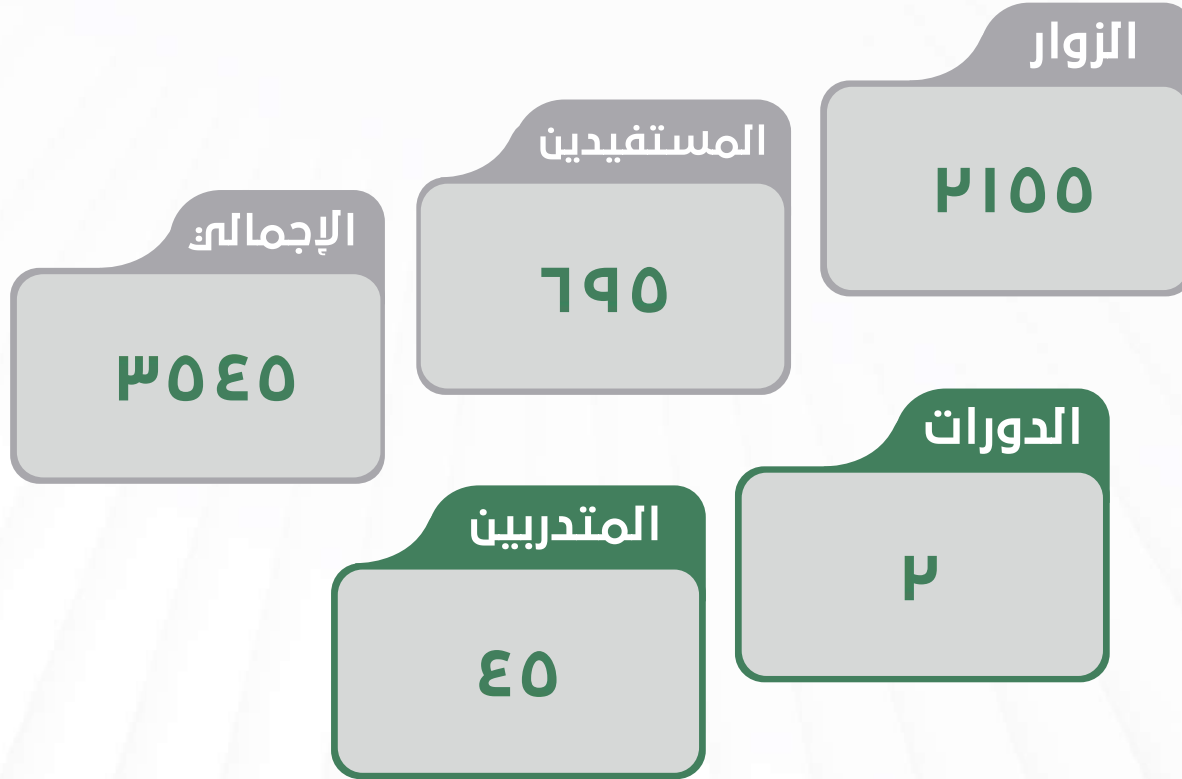 الزوار
٢١٥٥
المستفيدين
٦٩٥
الإجمالي
٣٥٤٥
الدورات
٢
المتدربين
٤٥